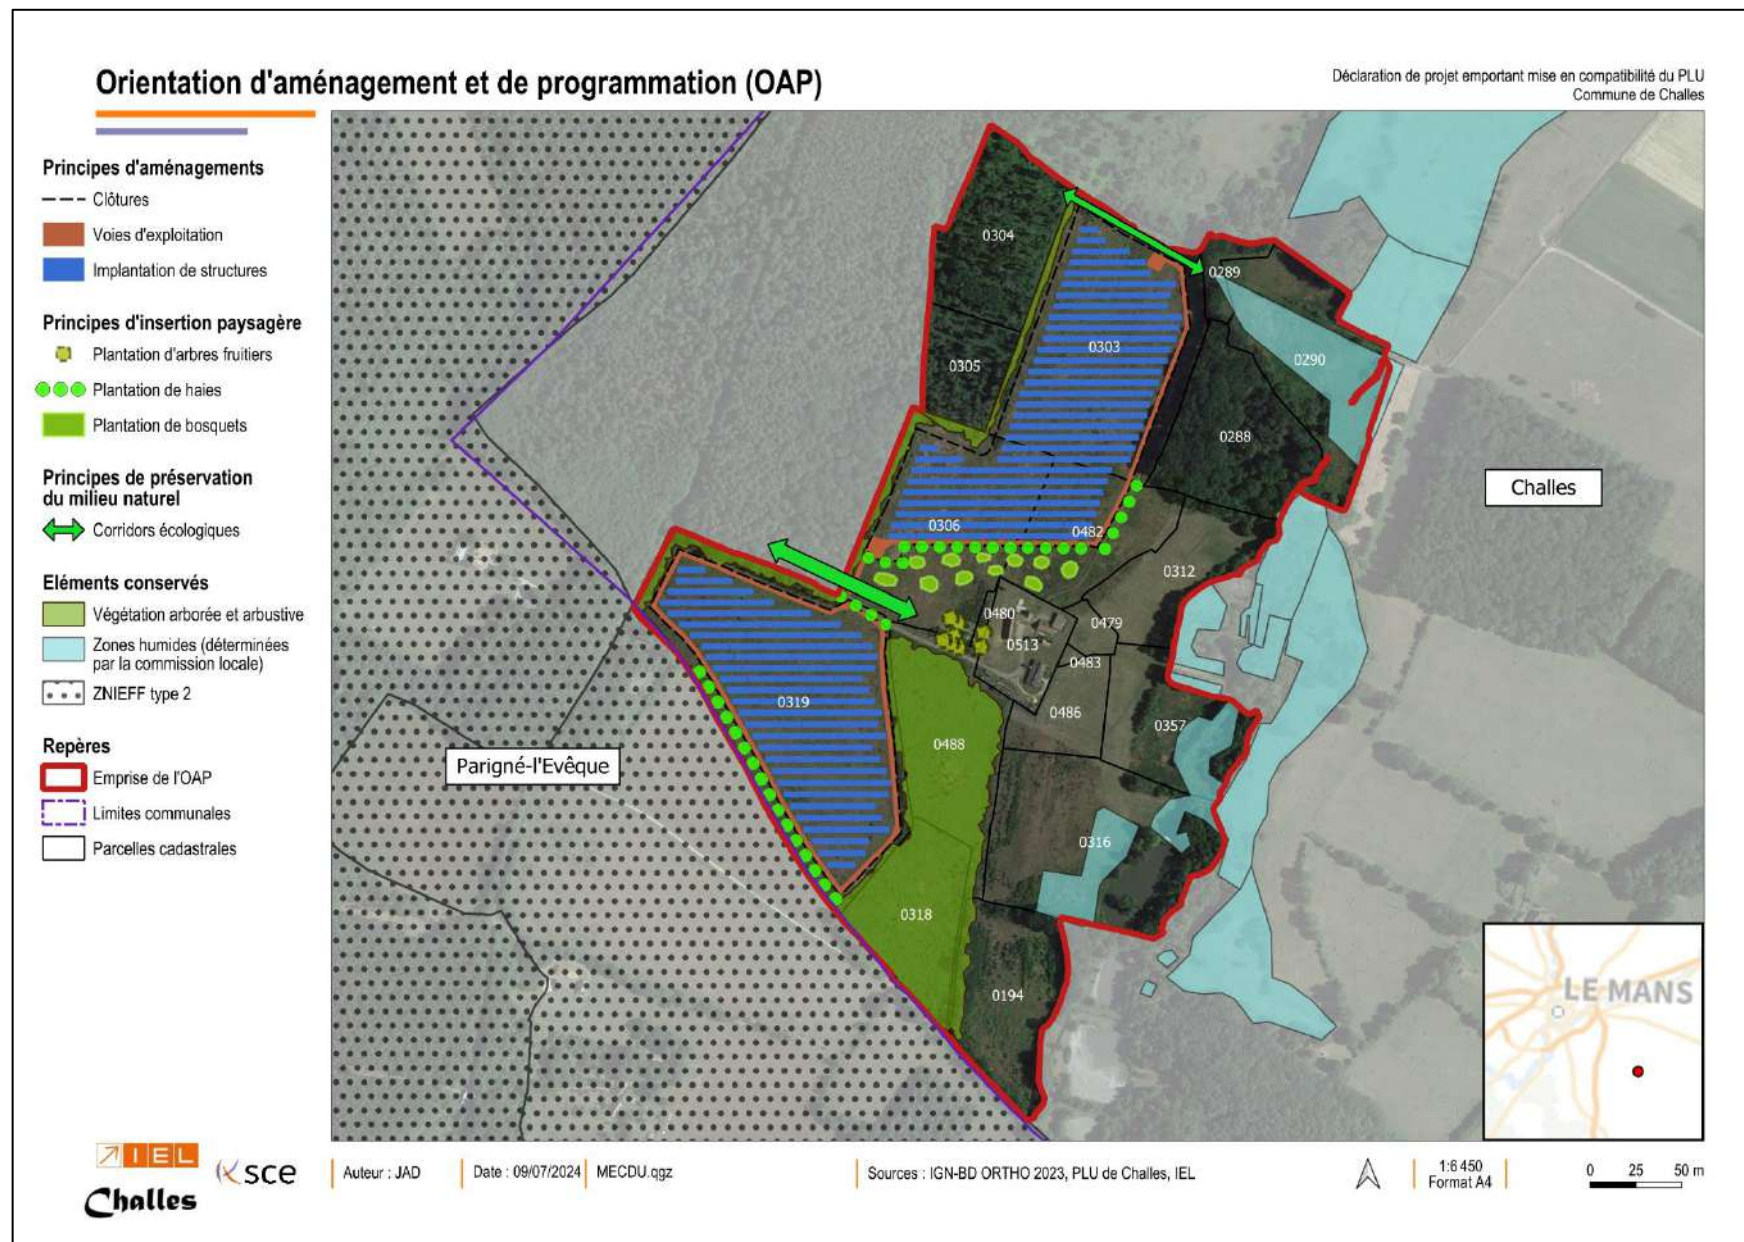 Orientation d'aménagement et de programmation (OAP)
Déclaration de projet emportant mise en compatibilité du PLU
Commune de Challes
Principes d'aménagements
Clôtures
Voies d'exploitation
Implantation de structures
Principes d'insertion paysagère
Plantation d'arbres fruitiers
Plantation de haies
Plantation de bosquets
Principes de préservation
du milieu naturel
Corridors écologiques
Eléments conservés
Végétation arborée et arbustive
Zones humides (déterminées
par la commission locale)
ZNIEFF type 2
Repères
Emprise de l'OAP
Limites communales
Parcelles cadastrales
0304
0289
0303
0290
0305
0288
Challes
0306
0482
0312
0480
0479
0513
0483
0319
0486
0357
0488
Parigné-l'Evêque
0316
0318
0194
LE MANS
IEL
sce
Challes
Auteur : JAD
Date : 09/07/2024
MECDU.qgz
Sources : IGN-BD ORTHO 2023, PLU de Challes, IEL
1:6 450
Format A4
0 25 50 m